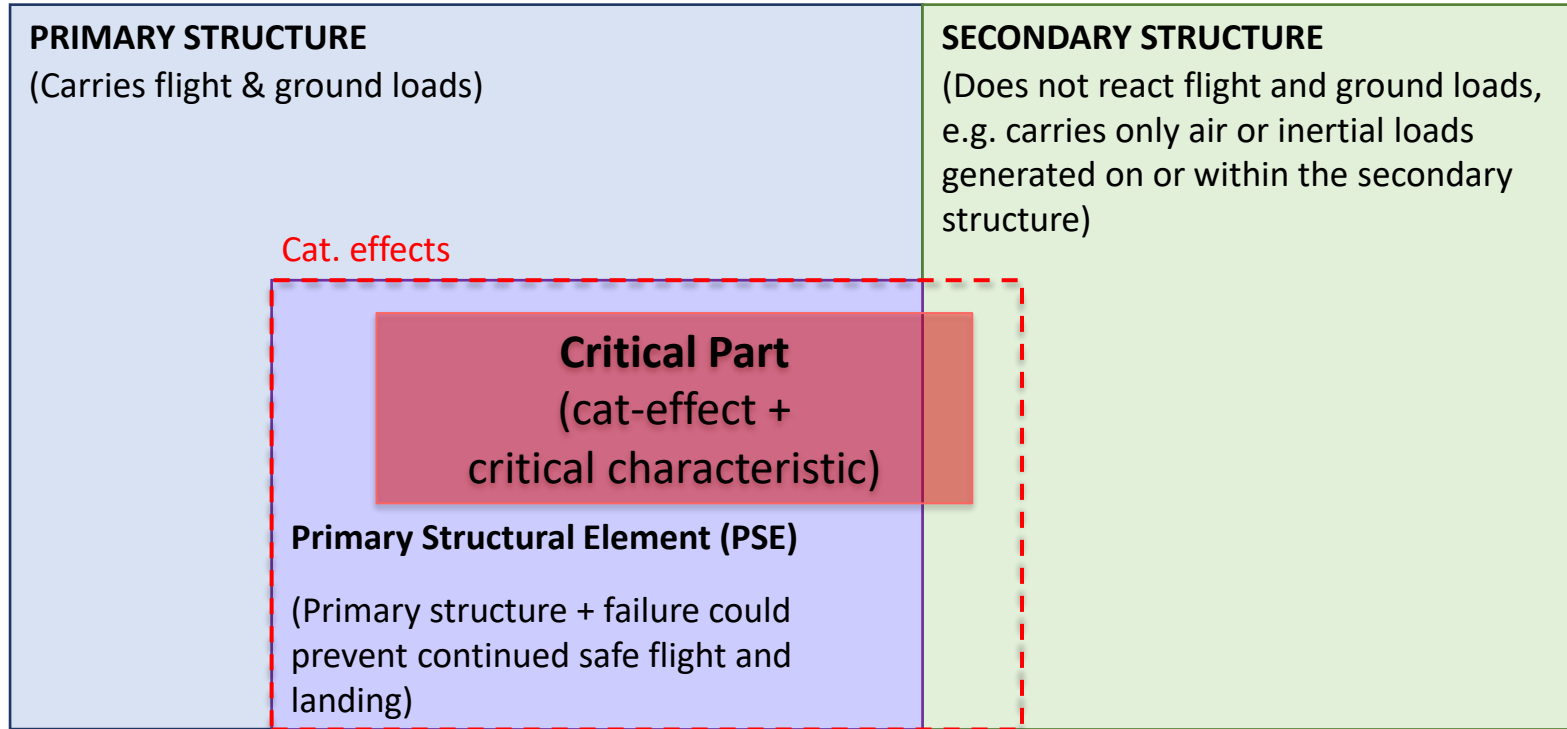 PRIMARY STRUCTURE
(Carries flight & ground loads)
SECONDARY STRUCTURE
(Does not react flight and ground loads,
e.g. carries only air or inertial loads
generated on or within the secondary
structure)
Cat. effects
Critical Part
(cat-effect +
critical characteristic)
Primary Structural Element (PSE)
(Primary structure + failure could
prevent continued safe flight and
landing)